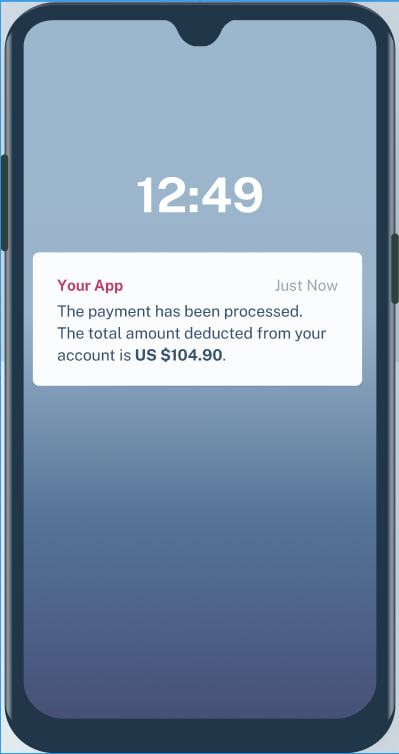 12:49
Your App Just Now
The payment has been processed.
The total amount deducted from your
account is US $104.90.